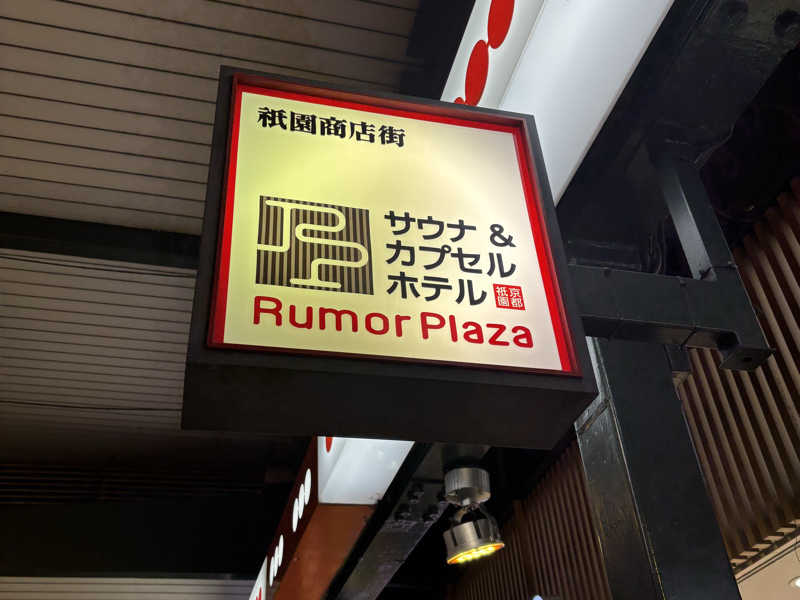 祇園商店街
サウナ &
カプセル
ホテル
京都
祇園
Rumor Plaza